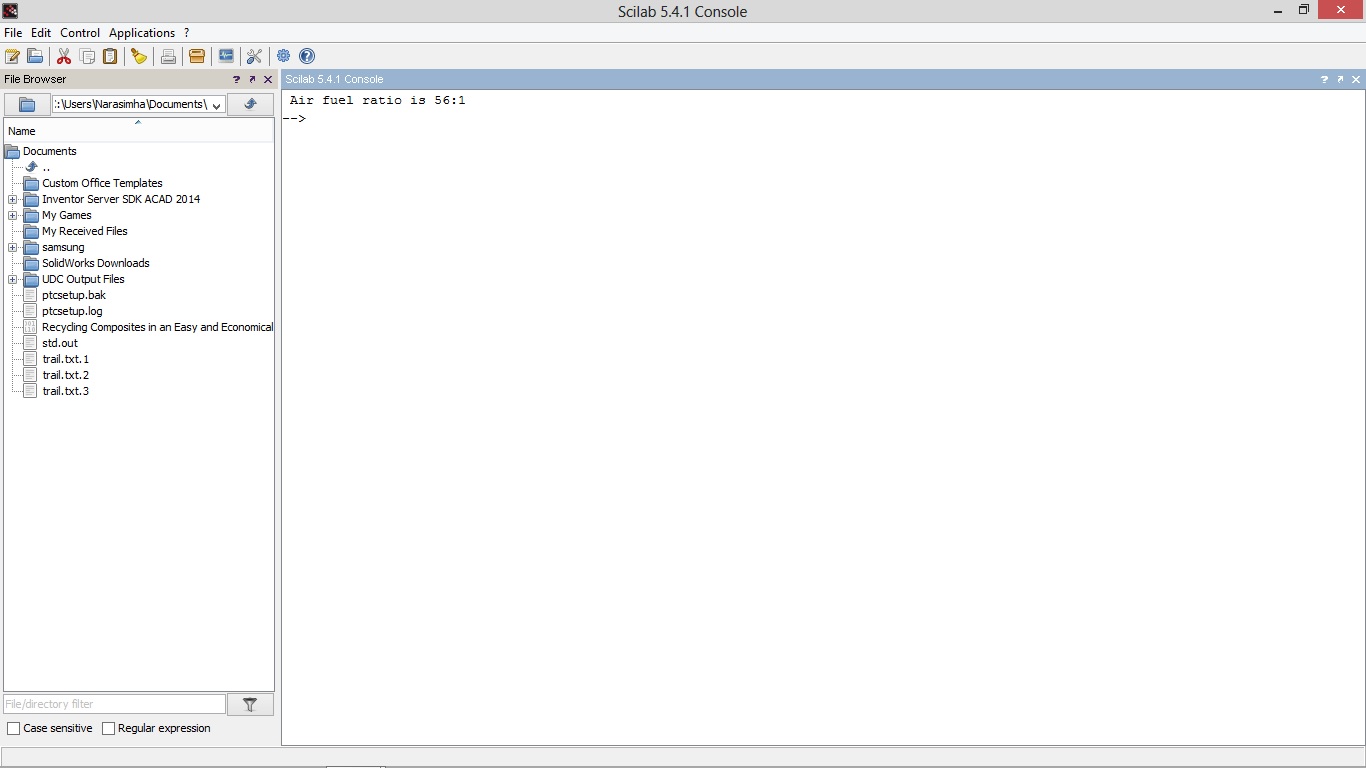 Scilab 5.4.1 Console
File Edit Control Applications ?
File Browser
Scilab 5.4.1 Console
:\Users\Narasimha\Documents\
Name
Documents
..
Custom Office Templates
Inventor Server SDK ACAD 2014
My Games
My Received Files
samsung
SolidWorks Downloads
UDC Output Files
ptcsetup.bak
ptcsetup.log
Recycling Composites in an Easy and Economical
std.out
trail.txt.1
trail.txt.2
trail.txt.3
File/directory filter
Case sensitive Regular expression
Air fuel ratio is 56:1
-->